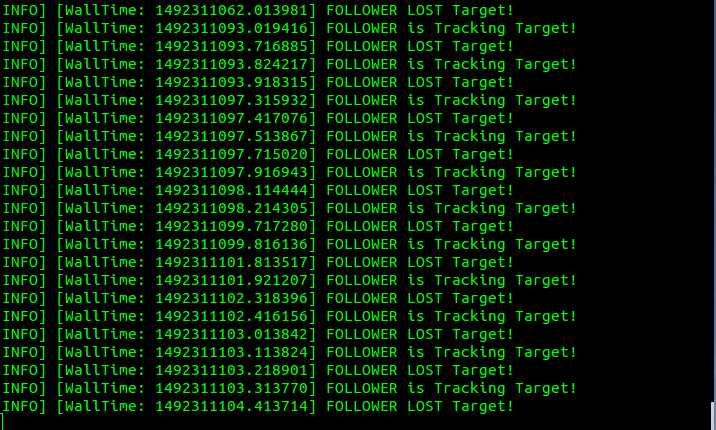 INFO] [WallTime: 1492311062.013981] FOLLOWER LOST Target!
INFO] [WallTime: 1492311093.019416] FOLLOWER is Tracking Target!
INFO] [WallTime: 1492311093.716885] FOLLOWER LOST Target!
INFO] [WallTime: 1492311093.824217] FOLLOWER is Tracking Target!
INFO] [WallTime: 1492311093.918315] FOLLOWER LOST Target!
INFO] [WallTime: 1492311097.315932] FOLLOWER is Tracking Target!
INFO] [WallTime: 1492311097.417076] FOLLOWER LOST Target!
INFO] [WallTime: 1492311097.513867] FOLLOWER is Tracking Target!
INFO] [WallTime: 1492311097.715020] FOLLOWER LOST Target!
INFO] [WallTime: 1492311097.916943] FOLLOWER is Tracking Target!
INFO] [WallTime: 1492311098.114444] FOLLOWER LOST Target!
INFO] [WallTime: 1492311098.214305] FOLLOWER is Tracking Target!
INFO] [WallTime: 1492311099.717280] FOLLOWER LOST Target!
INFO] [WallTime: 1492311099.816136] FOLLOWER is Tracking Target!
INFO] [WallTime: 1492311101.813517] FOLLOWER LOST Target!
INFO] [WallTime: 1492311101.921207] FOLLOWER is Tracking Target!
INFO] [WallTime: 1492311102.318396] FOLLOWER LOST Target!
INFO] [WallTime: 1492311102.416156] FOLLOWER is Tracking Target!
INFO] [WallTime: 1492311103.013842] FOLLOWER LOST Target!
INFO] [WallTime: 1492311103.113824] FOLLOWER is Tracking Target!
INFO] [WallTime: 1492311103.218901] FOLLOWER LOST Target!
INFO] [WallTime: 1492311103.313770] FOLLOWER is Tracking Target!
INFO] [WallTime: 1492311104.413714] FOLLOWER LOST Target!